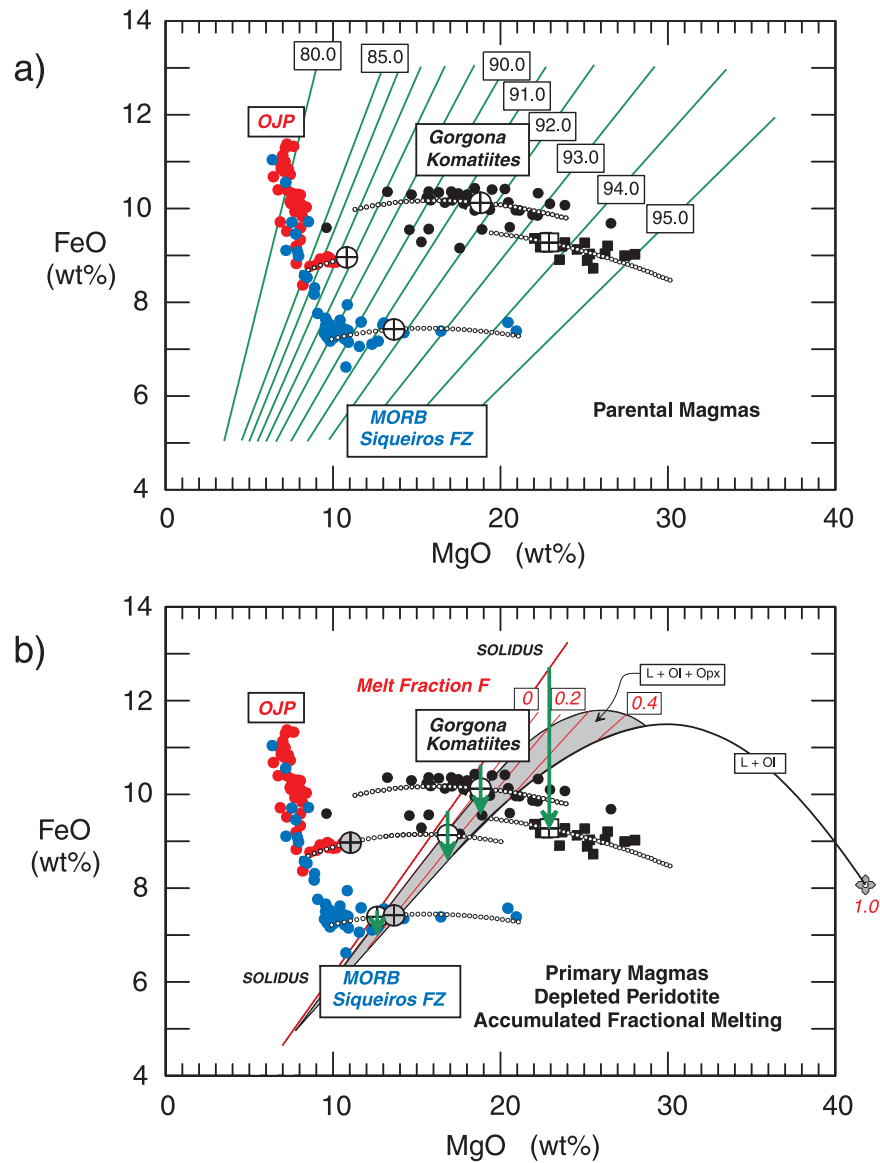 a)
14
12
10
8
6
4
FeO
(wt%)
80.0
85.0
90.0
91.0
92.0
93.0
94.0
95.0
OJP
Gorgona
Komatiites
MORB
Siqueiros FZ
Parental Magmas
0
10
20
30
40
MgO (wt%)
b)
14
12
10
8
6
4
FeO
(wt%)
SOLIDUS
L + Ol + Opx
Melt Fraction F
0
0.2
0.4
OJP
Gorgona
Komatiites
L + Ol
1.0
SOLIDUS
MORB
Siqueiros FZ
Primary Magmas
Depleted Peridotite
Accumulated Fractional Melting
0
10
20
30
40
MgO (wt%)